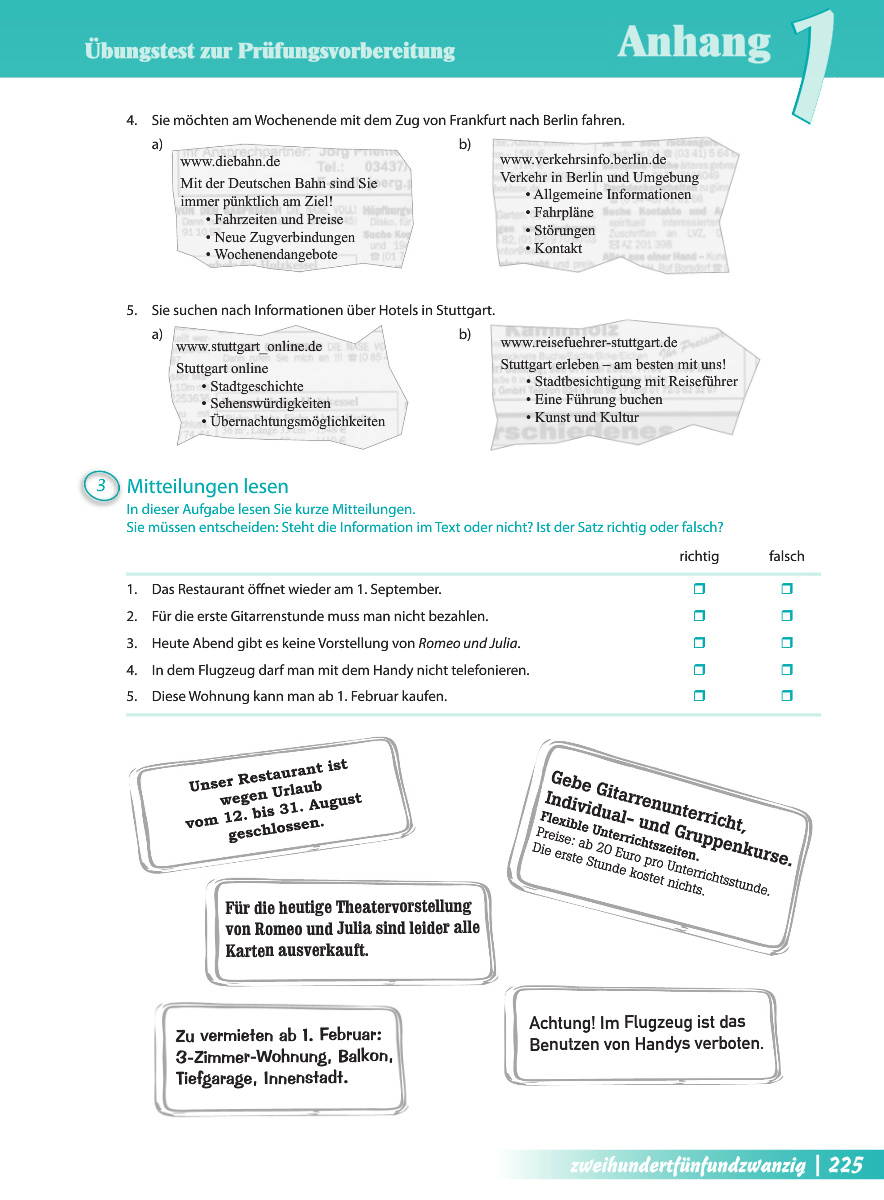 Übungstest zur Prüfungsvorbereitung
Anhang 1
4. Sie möchten am Wochenende mit dem Zug von Frankfurt nach Berlin fahren.
a)
www.diebahn.de
Mit der Deutschen Bahn sind Sie
immer pünktlich am Ziel!
• Fahrzeiten und Preise
• Neue Zugverbindungen
• Wochenendangebote
b)
www.verkehrsinfo.berlin.de
Verkehr in Berlin und Umgebung
• Allgemeine Informationen
• Fahrpläne
• Störungen
• Kontakt
5. Sie suchen nach Informationen über Hotels in Stuttgart.
a)
www.stuttgart_online.de
Stuttgart online
• Stadtgeschichte
• Sehenswürdigkeiten
• Übernachtungsmöglichkeiten
b)
www.reisefuehrer-stuttgart.de
Stuttgart erleben – am besten mit uns!
• Stadtbesichtigung mit Reiseführer
• Eine Führung buchen
• Kunst und Kultur
3 Mitteilungen lesen
In dieser Aufgabe lesen Sie kurze Mitteilungen.
Sie müssen entscheiden: Steht die Information im Text oder nicht? Ist der Satz richtig oder falsch?
richtig falsch
1. Das Restaurant öffnet wieder am 1. September.
2. Für die erste Gitarrenstunde muss man nicht bezahlen.
3. Heute Abend gibt es keine Vorstellung von Romeo und Julia.
4. In dem Flugzeug darf man mit dem Handy nicht telefonieren.
5. Diese Wohnung kann man ab 1. Februar kaufen.
Unser Restaurant ist
wegen Urlaub
vom 12. bis 31. August
geschlossen.
Gebe Gitarrenunterricht,
Individual- und Gruppenkurse.
Flexible Unterrichtszeiten.
Preise: ab 20 Euro pro Unterrichtsstunde.
Die erste Stunde kostet nichts.
Für die heutige Theatervorstellung
von Romeo und Julia sind leider alle
Karten ausverkauft.
Zu vermieten ab 1. Februar:
3-Zimmer-Wohnung, Balkon,
Tiefgarage, Innenstadt.
Achtung! Im Flugzeug ist das
Benutzen von Handys verboten.
zweihundertfünfundzwanzig | 225